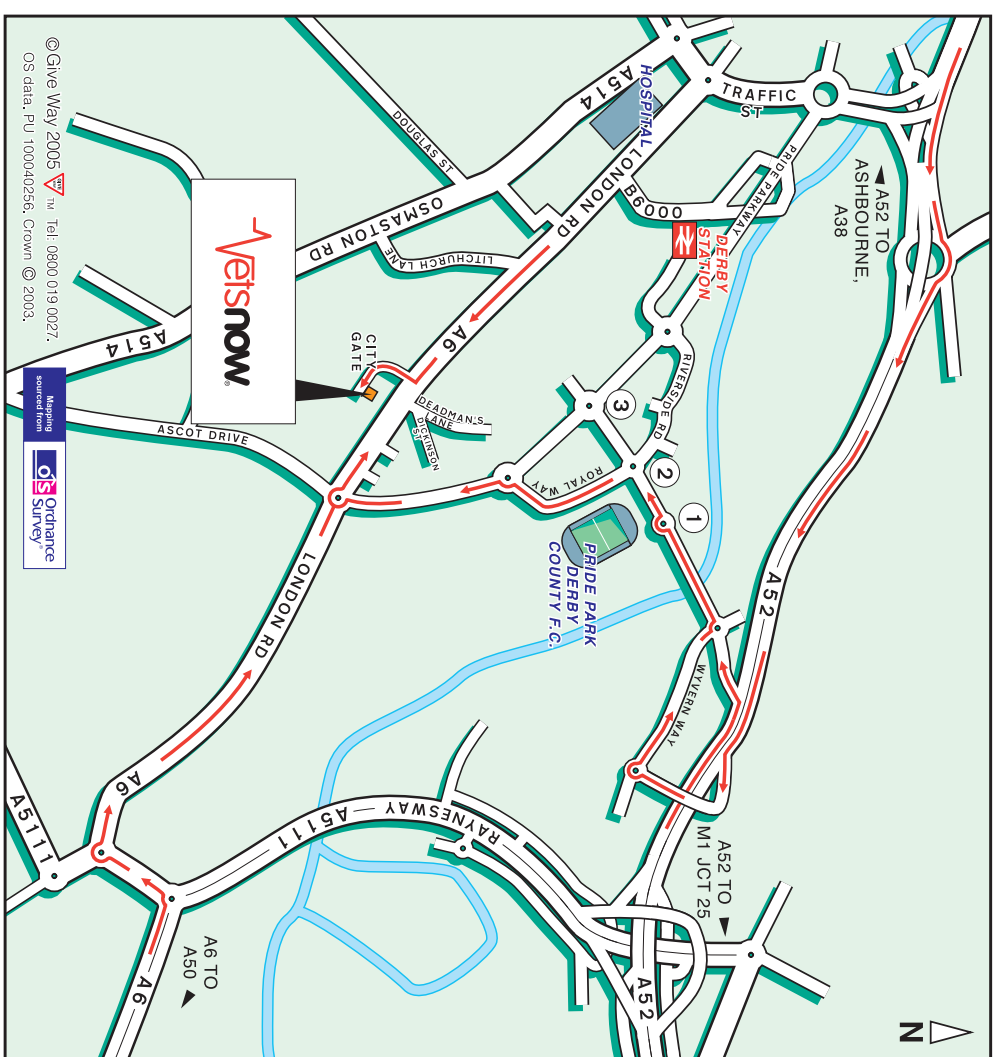 A52 TO
ASHBOURNE,
A38
TRAFFIC
ST
PRIDE PARKWAY
A514
HOSPITAL
LONDON RD
B6000
DERBY
STATION
DOUGLAS ST
OSMASTON RD
LITCHURCH LANE
RIVERSIDE RD
3
2
1
ROYAL WAY
A52
A6
CITY
GATE
DEADMAN'S
LANE
DICKINSON
ST
PRIDE PARK
DERBY
COUNTY F.C.
WYVERN WAY
vetsnow®
A514
ASCOT DRIVE
LONDON RD
A52 TO
M1 JCT 25
RAYNESWAY
A5111
A52
A6
A5111
A6 TO
A50
A6
N
© Give Way 2005 GIVE WAY TM Tel: 0800 019 0027.
OS data. PU 100040256. Crown © 2003.
Mapping
sourced from
os Ordnance
Survey®